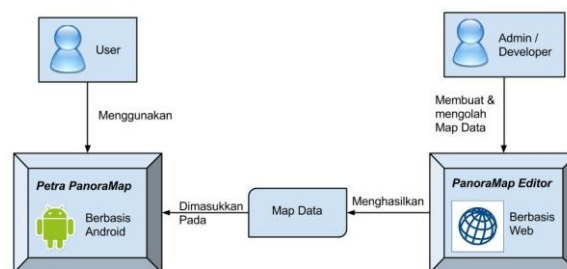 User
Admin /
Developer
Menggunakan
Membuat &
mengolah
Map Data
Petra PanoraMap
Berbasis
Android
Dimasukkan
Pada
Map Data
Menghasilkan
PanoraMap Editor
Berbasis
Web